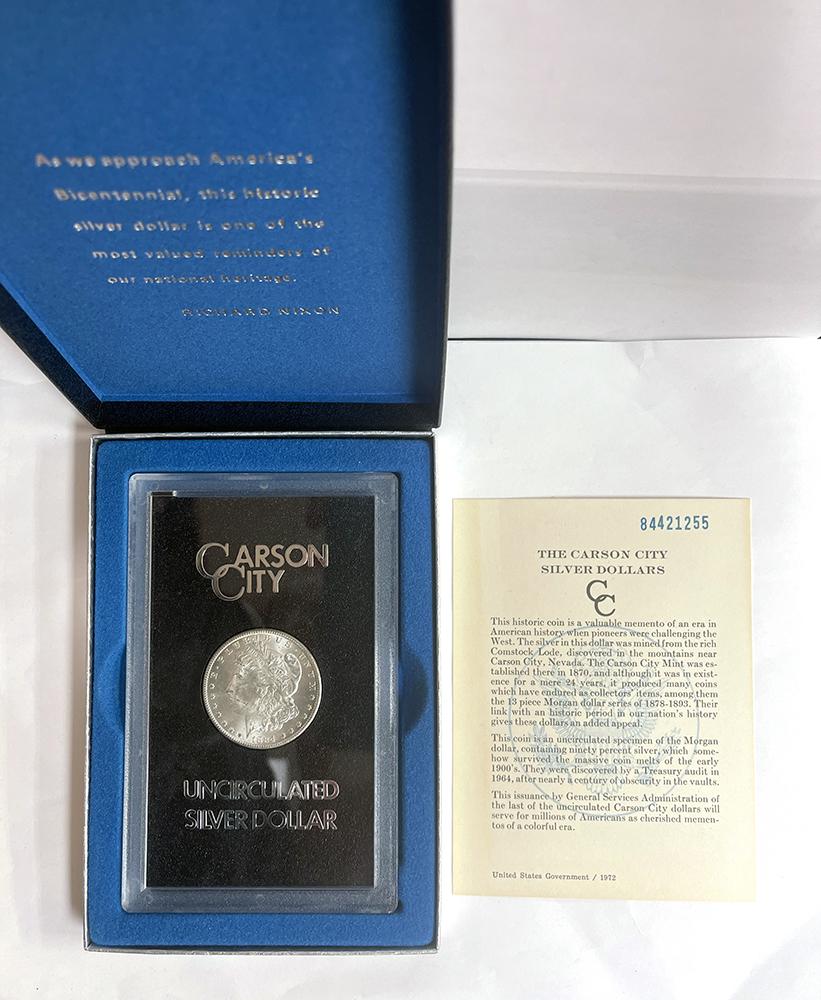 As we approach America's
Bicentennial, this historic
silver dollar is one of the
most valued reminders of
our national heritage.
RICHARD NIXON
CARSON
CITY
UNCIRCULATED
SILVER DOLLAR
84421255
THE CARSON CITY
SILVER DOLLARS
CC
This historic coin is a valuable memento of an era in
American history when pioneers were challenging the
West. The silver in this dollar was mined from the rich
Comstock Lode, discovered in the mountains near
Carson City, Nevada. The Carson City Mint was es-
tablished there in 1870, and although it was in exist-
ence for a mere 24 years, it produced many coins
which have endured as collectors' items, among them
the 13 piece Morgan dollar series of 1878-1893. Their
link with an historic period in our nation's history
gives these dollars an added appeal.
This coin is an uncirculated specimen of the Morgan
dollar, containing ninety percent silver, which some-
how survived the massive coin melts of the early
1900's. They were discovered by a Treasury audit in
1964, after nearly a century of obscurity in the vaults.
This issuance by General Services Administration of
the last of the uncirculated Carson City dollars will
serve for millions of Americans as cherished memen-
tos of a colorful era.
United States Government / 1972